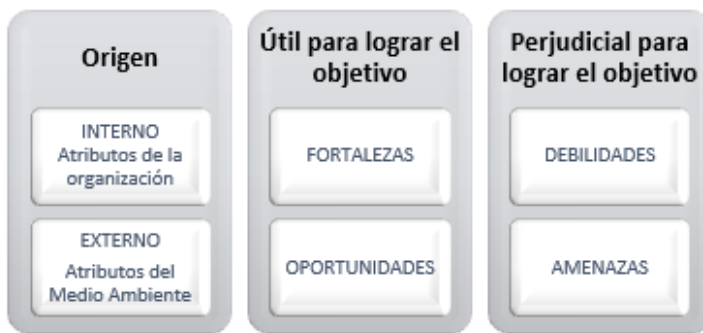 Origen
INTERNO
Atributos de la
organización
EXTERNO
Atributos del
Medio Ambiente
Útil para lograr el
objetivo
FORTALEZAS
OPORTUNIDADES
Perjudicial para
lograr el objetivo
DEBILIDADES
AMENAZAS